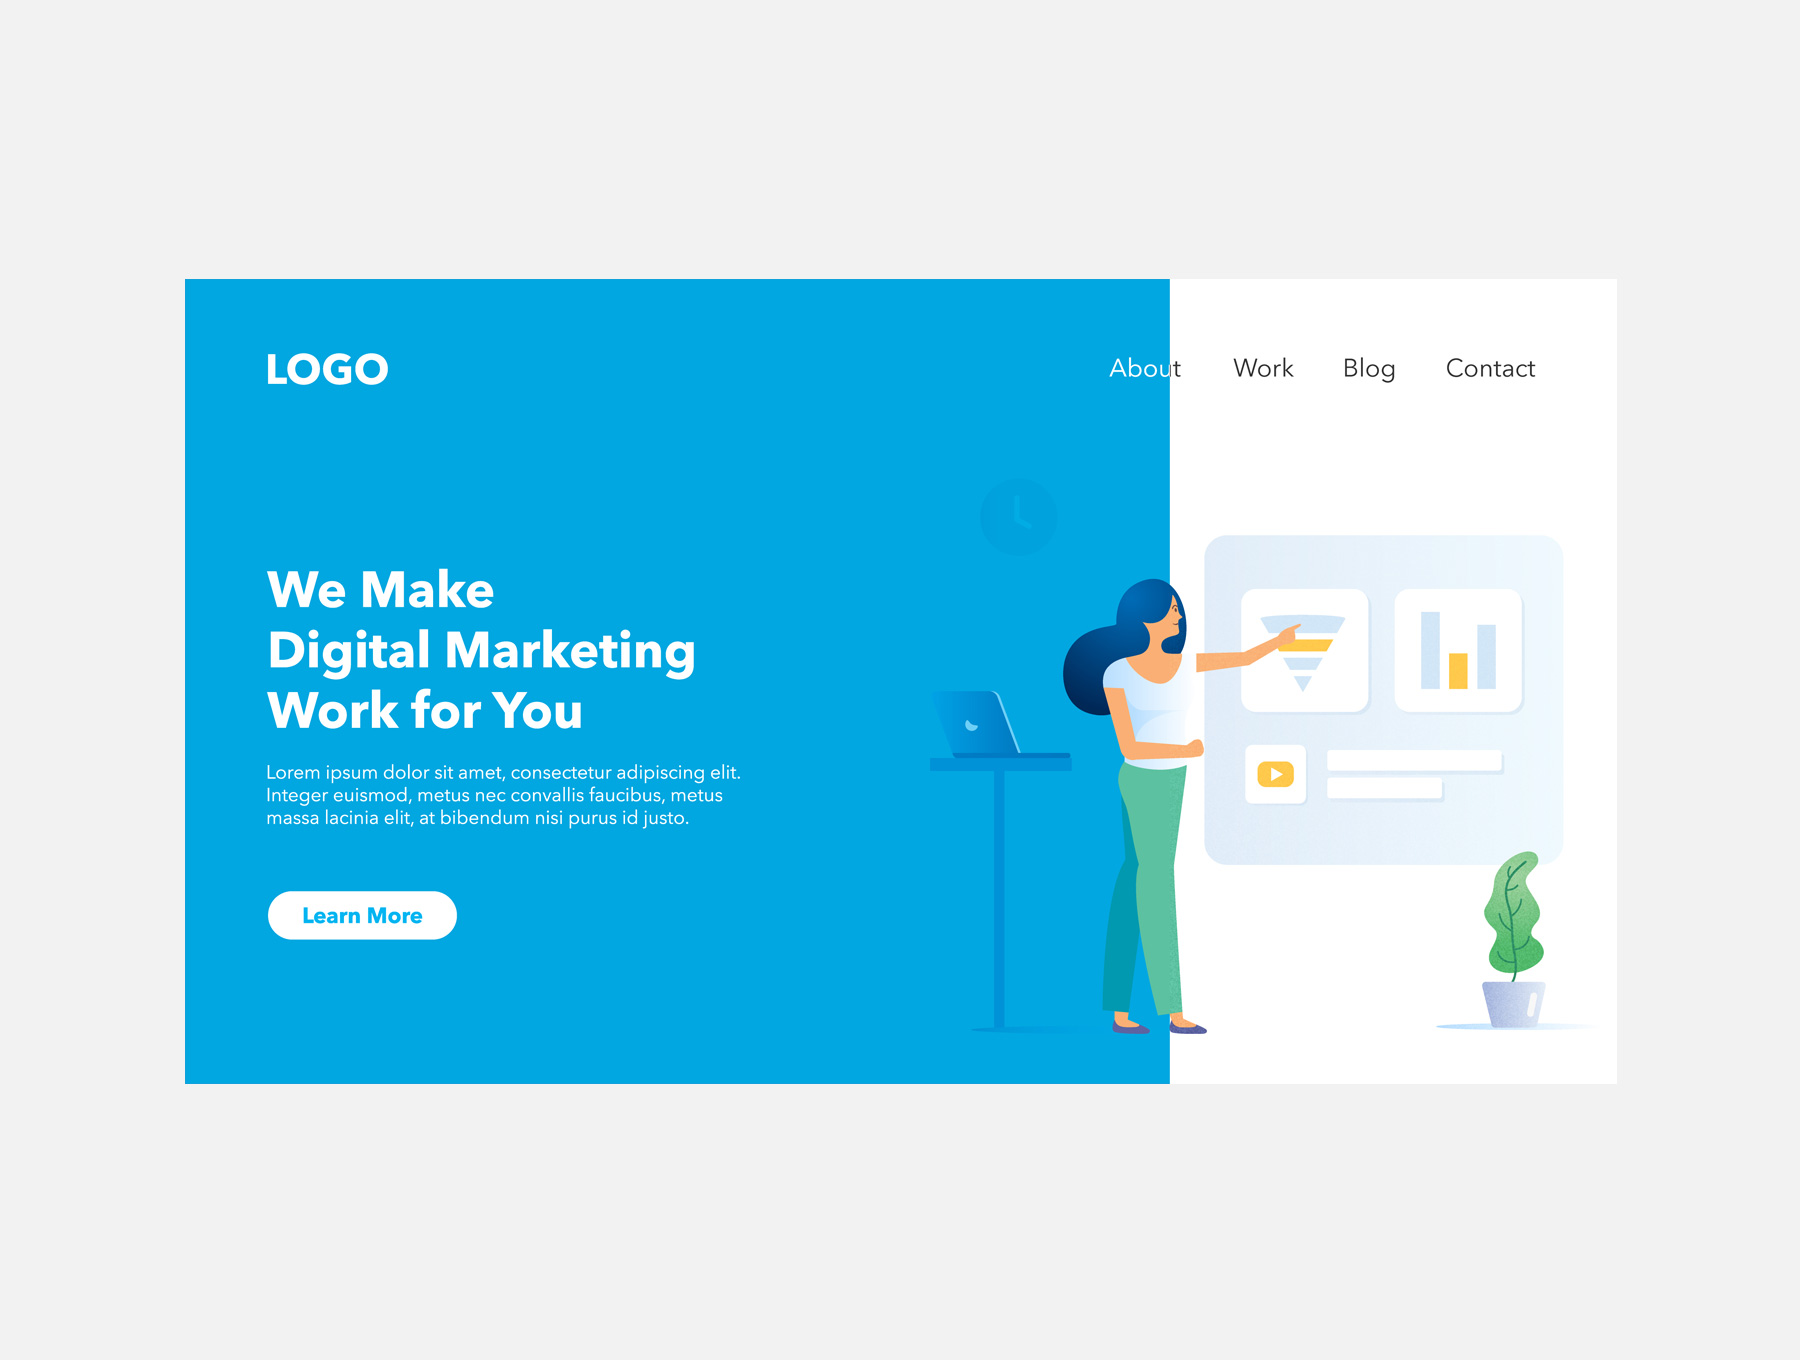 LOGO
About Work Blog Contact
We Make
Digital Marketing
Work for You
Lorem ipsum dolor sit amet, consectetur adipiscing elit.
Integer euismod, metus nec convallis faucibus, metus
massa lacinia elit, at bibendum nisi purus id justo.
Learn More